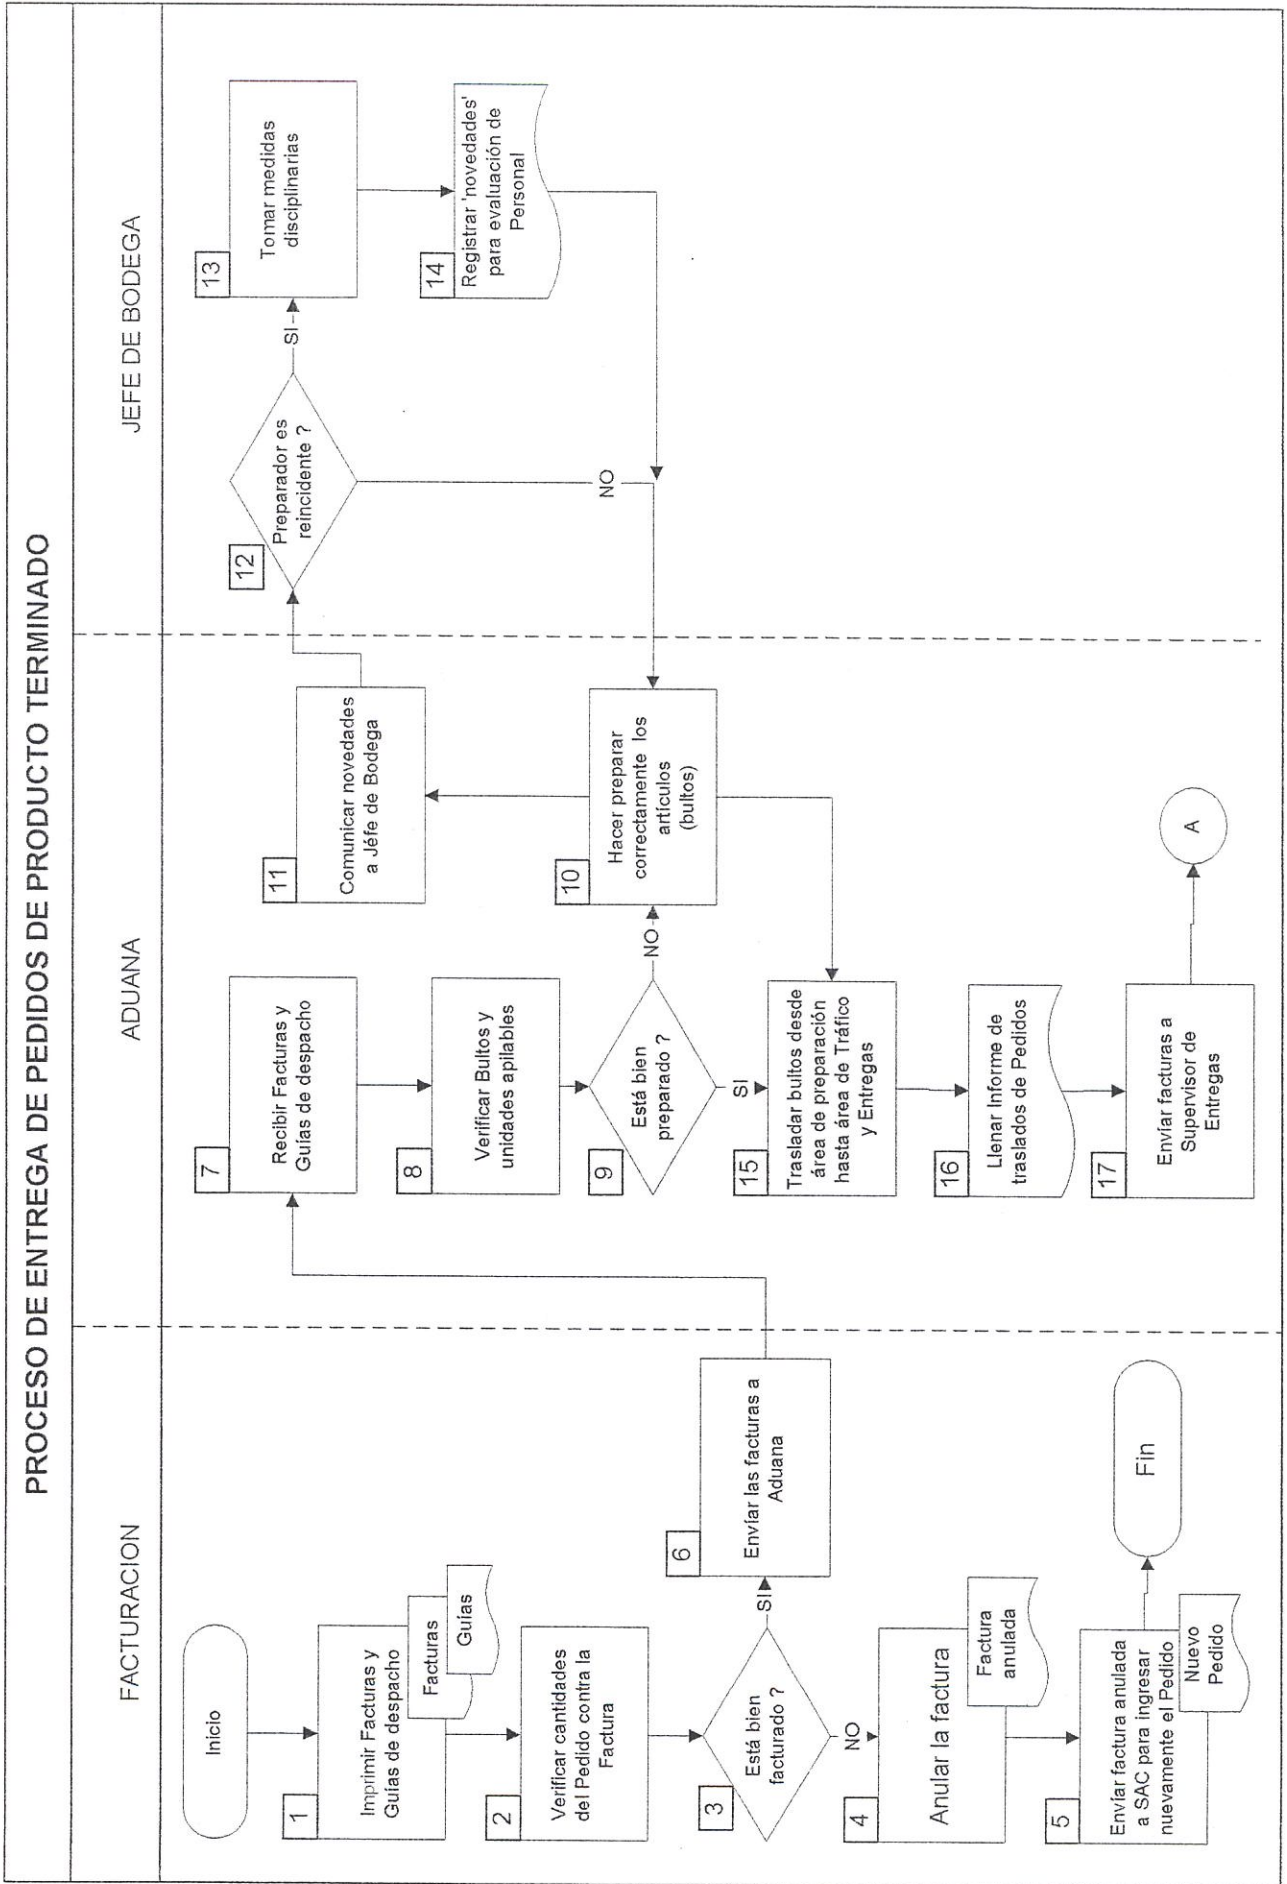 PROCESO DE ENTREGA DE PEDIDOS DE PRODUCTO TERMINADO
FACTURACION
ADUANA
JEFE DE BODEGA
Inicio
1
Imprimir Facturas y
Guías de despacho
Facturas
Guías
2
Verificar cantidades
del Pedido contra la
Factura
3
Está bien
facturado ?
SI
NO
4
Anular la factura
Factura
anulada
5
Envíar factura anulada
a SAC para ingresar
nuevamente el Pedido
Nuevo
Pedido
Fin
6
Envíar las facturas a
Aduana
7
Recibir Facturas y
Guías de despacho
8
Verificar Bultos y
unidades apilables
9
Está bien
preparado ?
NO
SI
10
Hacer preparar
correctamente los
artículos
(bultos)
11
Comunicar novedades
a Jéfe de Bodega
12
Preparador es
reincidente ?
SI
NO
13
Tomar medidas
disciplinarias
14
Registrar 'novedades'
para evaluación de
Personal
15
Trasladar bultos desde
área de preparación
hasta área de Tráfico
y Entregas
16
Llenar Informe de
traslados de Pedidos
17
Envíar facturas a
Supervisor de
Entregas
A